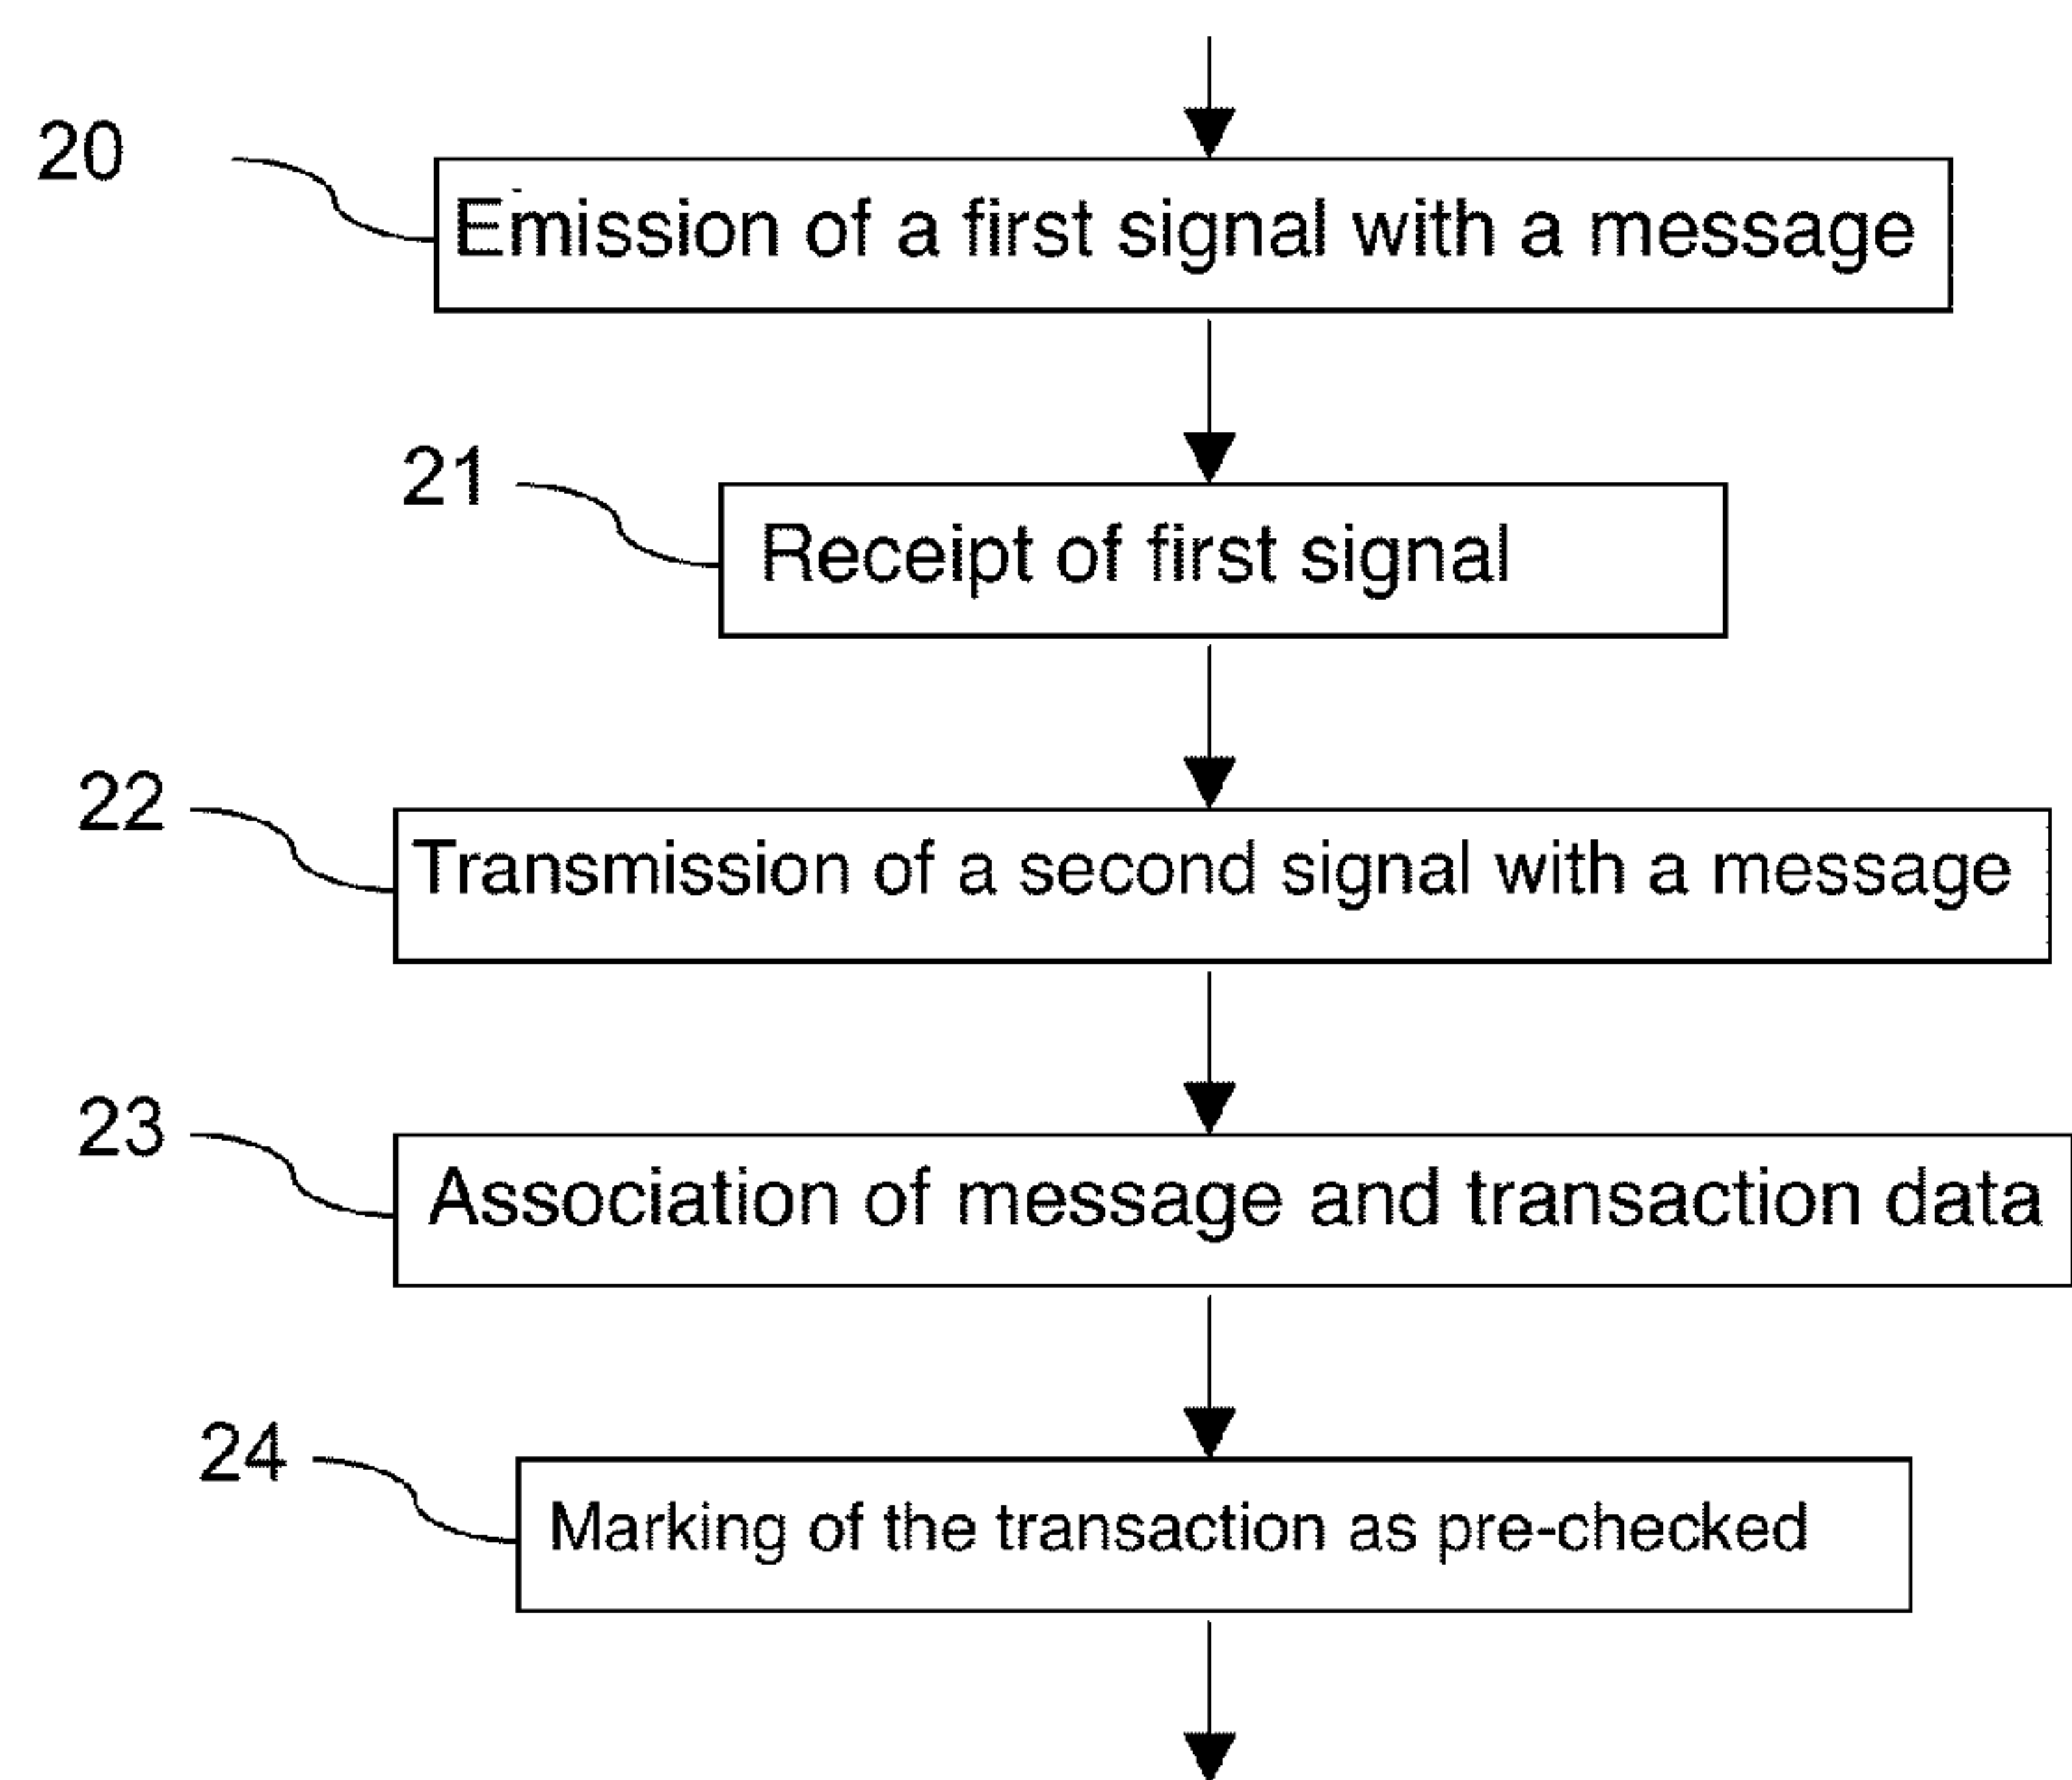 20
Emission of a first signal with a message
21
Receipt of first signal
22
Transmission of a second signal with a message
23
Association of message and transaction data
24
Marking of the transaction as pre-checked